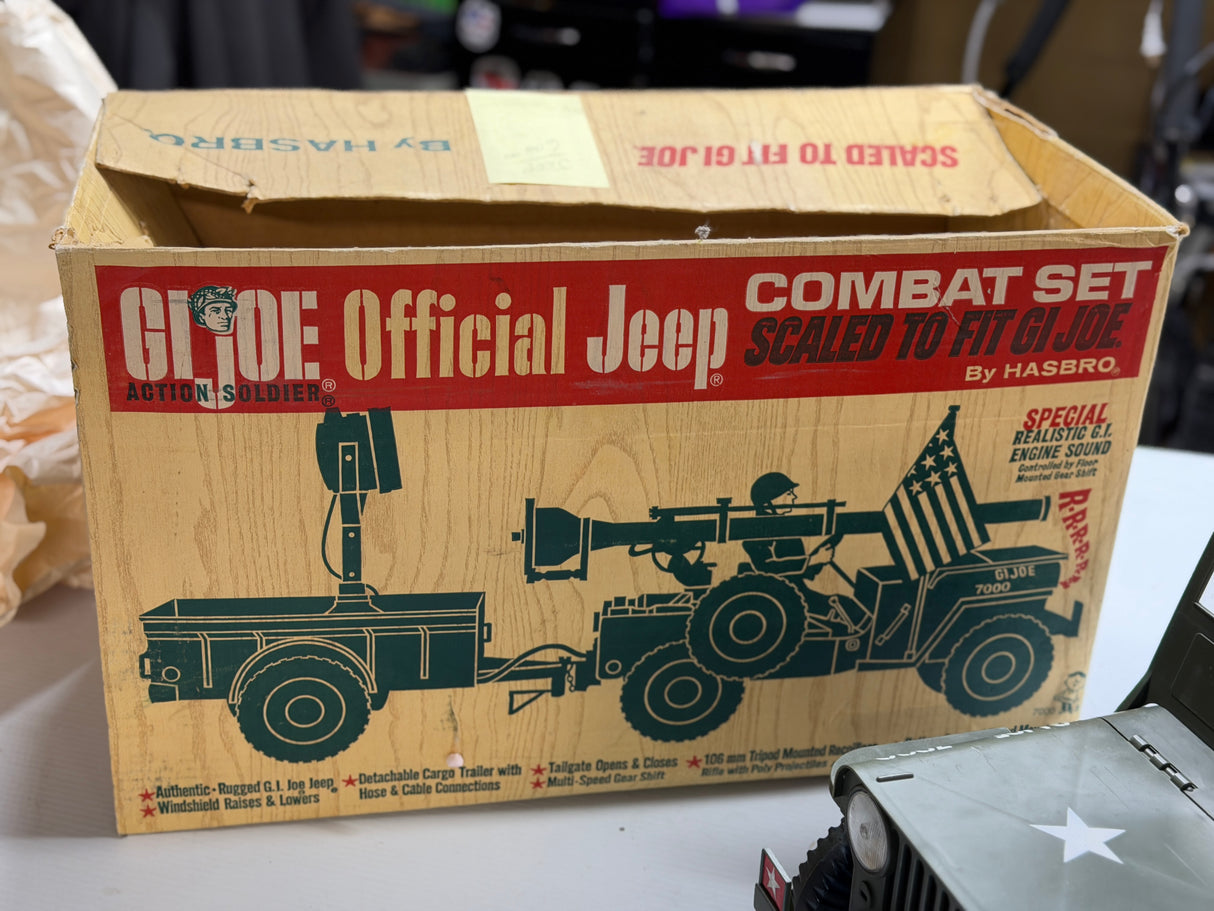 By HASBRO
SCALED TO FIT GI JOE
GI JOE
ACTION SOLDIER®
Official Jeep®
COMBAT SET
SCALED TO FIT GI JOE.
By HASBRO®
SPECIAL
REALISTIC G.I.
ENGINE SOUND
Controlled by Floor
Mounted Gear Shift
R-R-R-R-R
GI JOE
7000
7000
★ Authentic - Rugged G.I. Joe Jeep®
★ Windshield Raises & Lowers
★ Detachable Cargo Trailer with
Hose & Cable Connections
★ Tailgate Opens & Closes
★ Multi-Speed Gear Shift
★ 106 mm Tripod Mounted
Rifle with Poly Projectiles